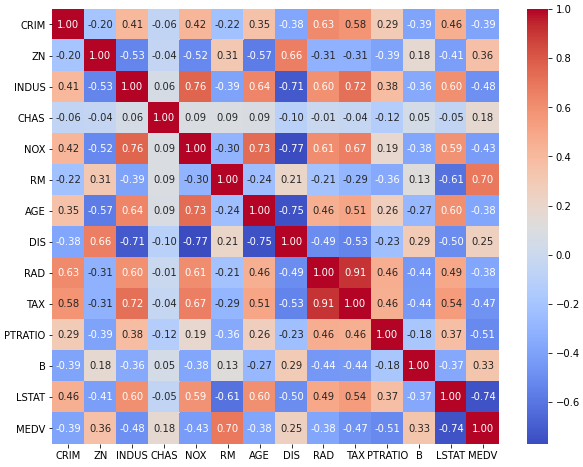 CRIM 1.00 -0.20 0.41 -0.06 0.42 -0.22 0.35 -0.38 0.63 0.58 0.29 -0.39 0.46 -0.39
ZN -0.20 1.00 -0.53 -0.04 -0.52 0.31 -0.57 0.66 -0.31 -0.31 -0.39 0.18 -0.41 0.36
INDUS 0.41 -0.53 1.00 0.06 0.76 -0.39 0.64 -0.71 0.60 0.72 0.38 -0.36 0.60 -0.48
CHAS -0.06 -0.04 0.06 1.00 0.09 0.09 0.09 -0.10 -0.01 -0.04 -0.12 0.05 -0.05 0.18
NOX 0.42 -0.52 0.76 0.09 1.00 -0.30 0.73 -0.77 0.61 0.67 0.19 -0.38 0.59 -0.43
RM -0.22 0.31 -0.39 0.09 -0.30 1.00 -0.24 0.21 -0.21 -0.29 -0.36 0.13 -0.61 0.70
AGE 0.35 -0.57 0.64 0.09 0.73 -0.24 1.00 -0.75 0.46 0.51 0.26 -0.27 0.60 -0.38
DIS -0.38 0.66 -0.71 -0.10 -0.77 0.21 -0.75 1.00 -0.49 -0.53 -0.23 0.29 -0.50 0.25
RAD 0.63 -0.31 0.60 -0.01 0.61 -0.21 0.46 -0.49 1.00 0.91 0.46 -0.44 0.49 -0.38
TAX 0.58 -0.31 0.72 -0.04 0.67 -0.29 0.51 -0.53 0.91 1.00 0.46 -0.44 0.54 -0.47
PTRATIO 0.29 -0.39 0.38 -0.12 0.19 -0.36 0.26 -0.23 0.46 0.46 1.00 -0.18 0.37 -0.51
B -0.39 0.18 -0.36 0.05 -0.38 0.13 -0.27 0.29 -0.44 -0.44 -0.18 1.00 -0.37 0.33
LSTAT 0.46 -0.41 0.60 -0.05 0.59 -0.61 0.60 -0.50 0.49 0.54 0.37 -0.37 1.00 -0.74
MEDV -0.39 0.36 -0.48 0.18 -0.43 0.70 -0.38 0.25 -0.38 -0.47 -0.51 0.33 -0.74 1.00
CRIM ZN INDUS CHAS NOX RM AGE DIS RAD TAX PTRATIO B LSTAT MEDV
1.0
0.8
0.6
0.4
0.2
0.0
−0.2
−0.4
−0.6